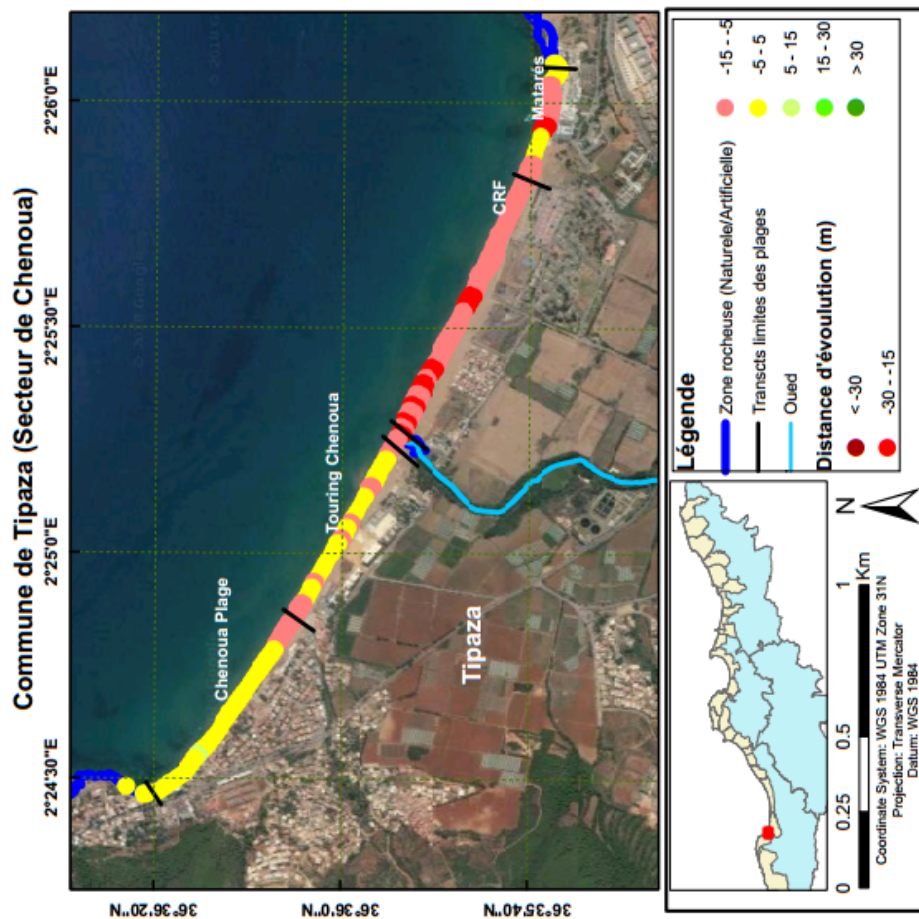 Commune de Tipaza (Secteur de Chenoua)
2°24'30"E
2°25'0"E
2°25'30"E
2°26'0"E
36°36'20"N
36°36'0"N
36°35'40"N
Chenoua Plage
Touring Chenoua
CRF
Matarés
Tipaza
N
0 0.25 0.5 1
Km
Coordinate System: WGS 1984 UTM Zone 31N
Projection: Transverse Mercator
Datum: WGS 1984
Légende
Zone rocheuse (Naturele/Artificielle)
Transcts limites des plages
Oued
Distance d'évoulution (m)
< -30
-30 - -15
-15 - -5
-5 - 5
5 - 15
15 - 30
> 30